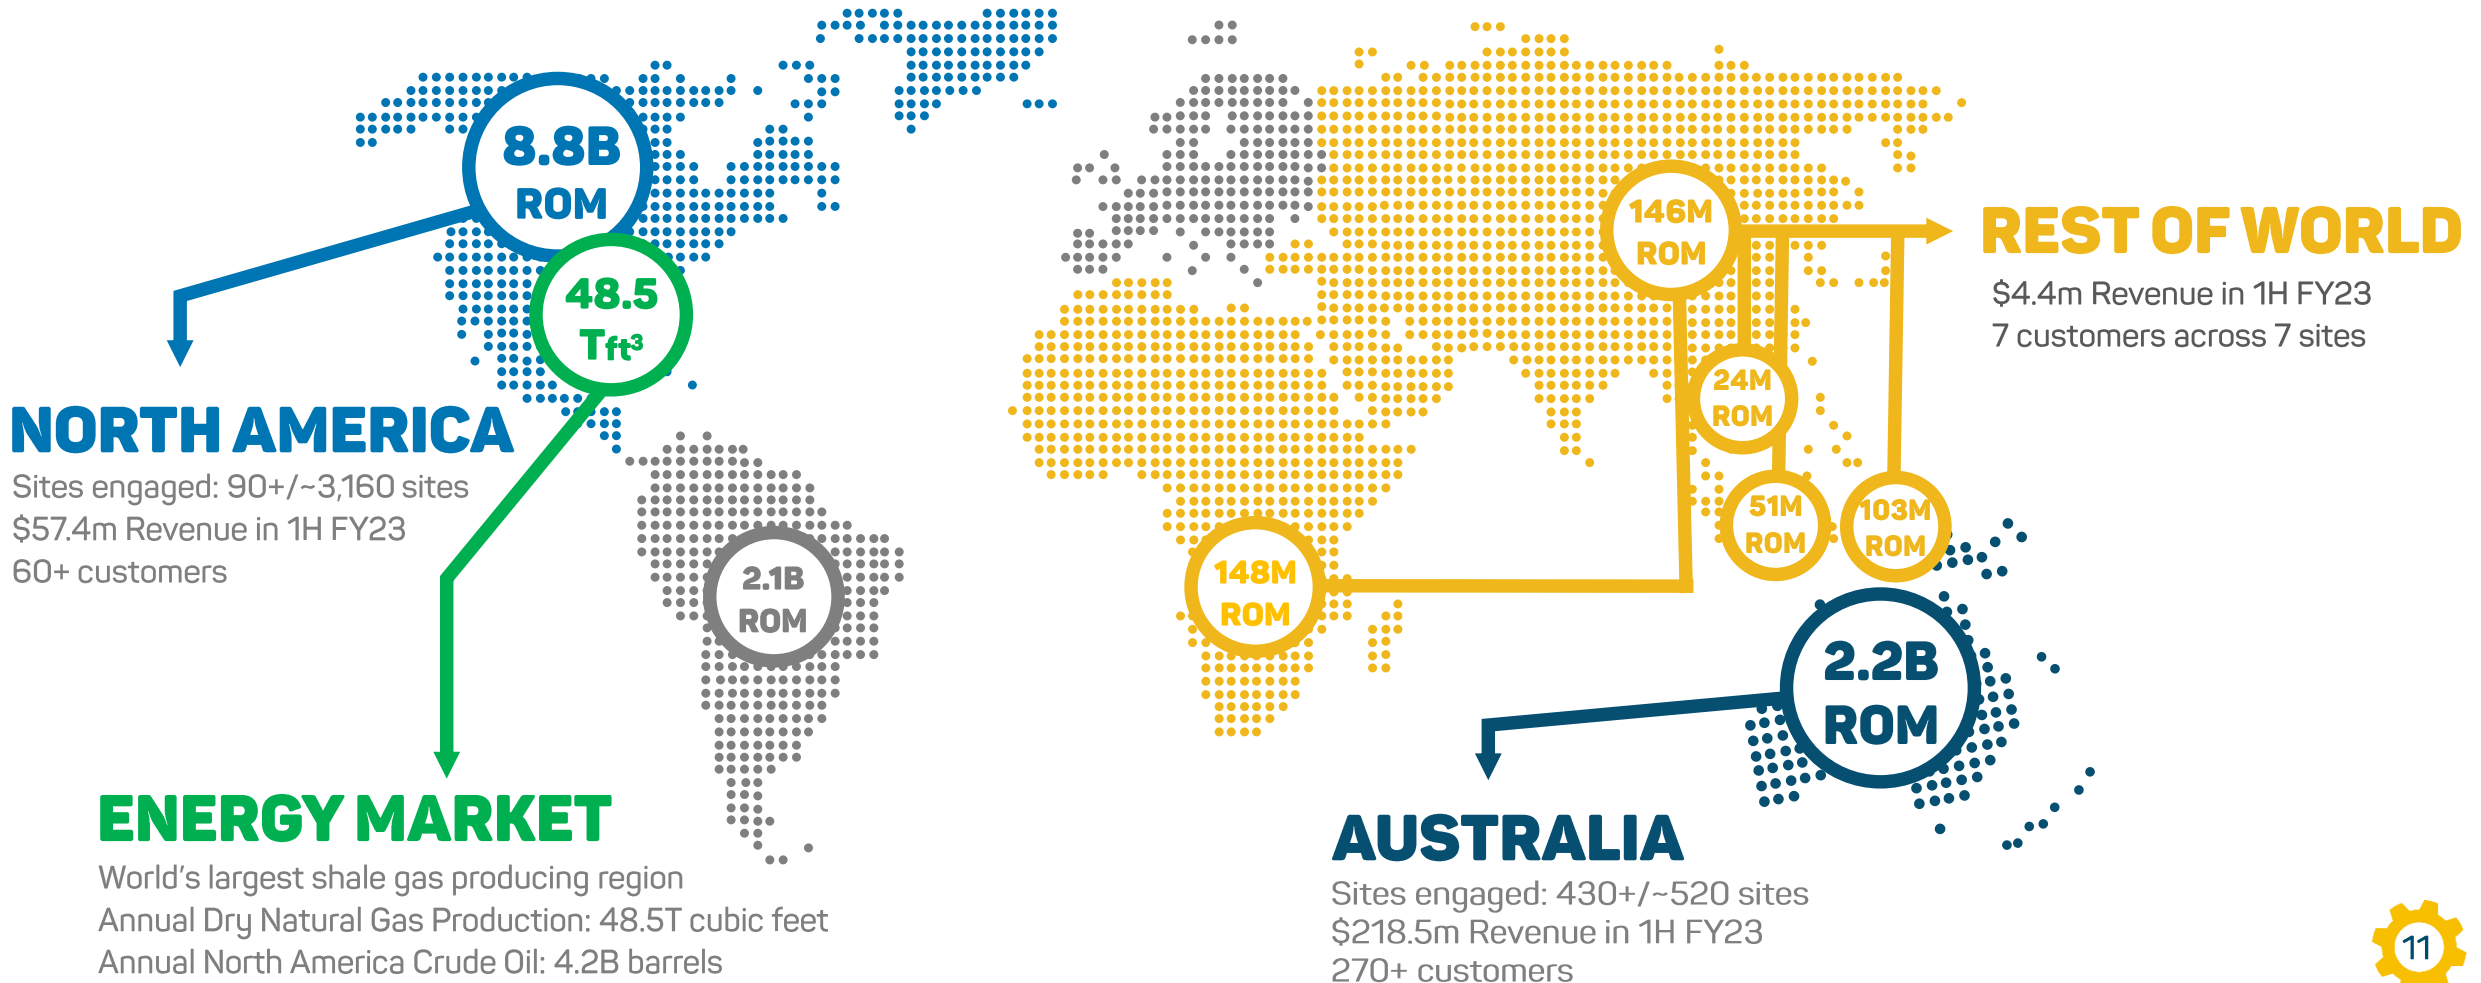 8.8B
ROM
48.5
Tft³
NORTH AMERICA
Sites engaged: 90+/~3,160 sites
$57.4m Revenue in 1H FY23
60+ customers
ENERGY MARKET
World's largest shale gas producing region
Annual Dry Natural Gas Production: 48.5T cubic feet
Annual North America Crude Oil: 4.2B barrels
2.1B
ROM
148M
ROM
146M
ROM
24M
ROM
51M
ROM
103M
ROM
REST OF WORLD
$4.4m Revenue in 1H FY23
7 customers across 7 sites
2.2B
ROM
AUSTRALIA
Sites engaged: 430+/~520 sites
$218.5m Revenue in 1H FY23
270+ customers
11